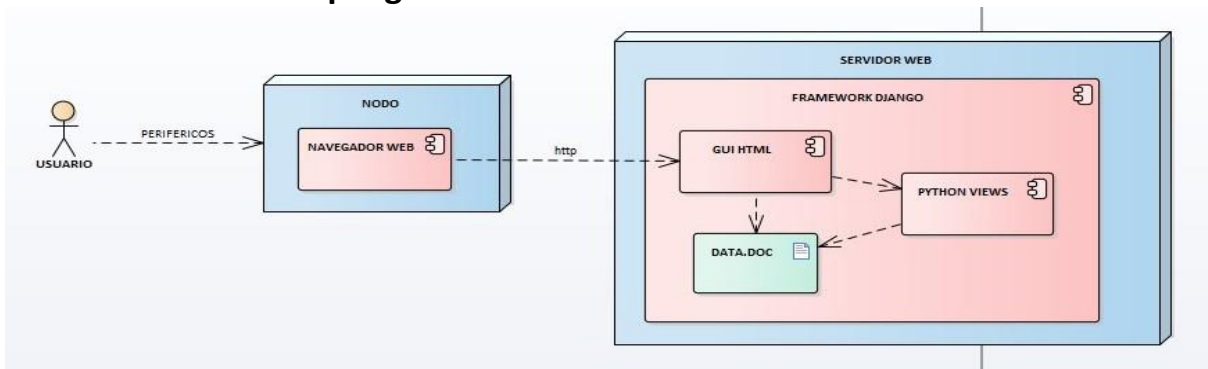 SERVIDOR WEB
FRAMEWORK DJANGO
NODO
PERIFERICOS
NAVEGADOR WEB
http
GUI HTML
USUARIO
PYTHON VIEWS
DATA.DOC